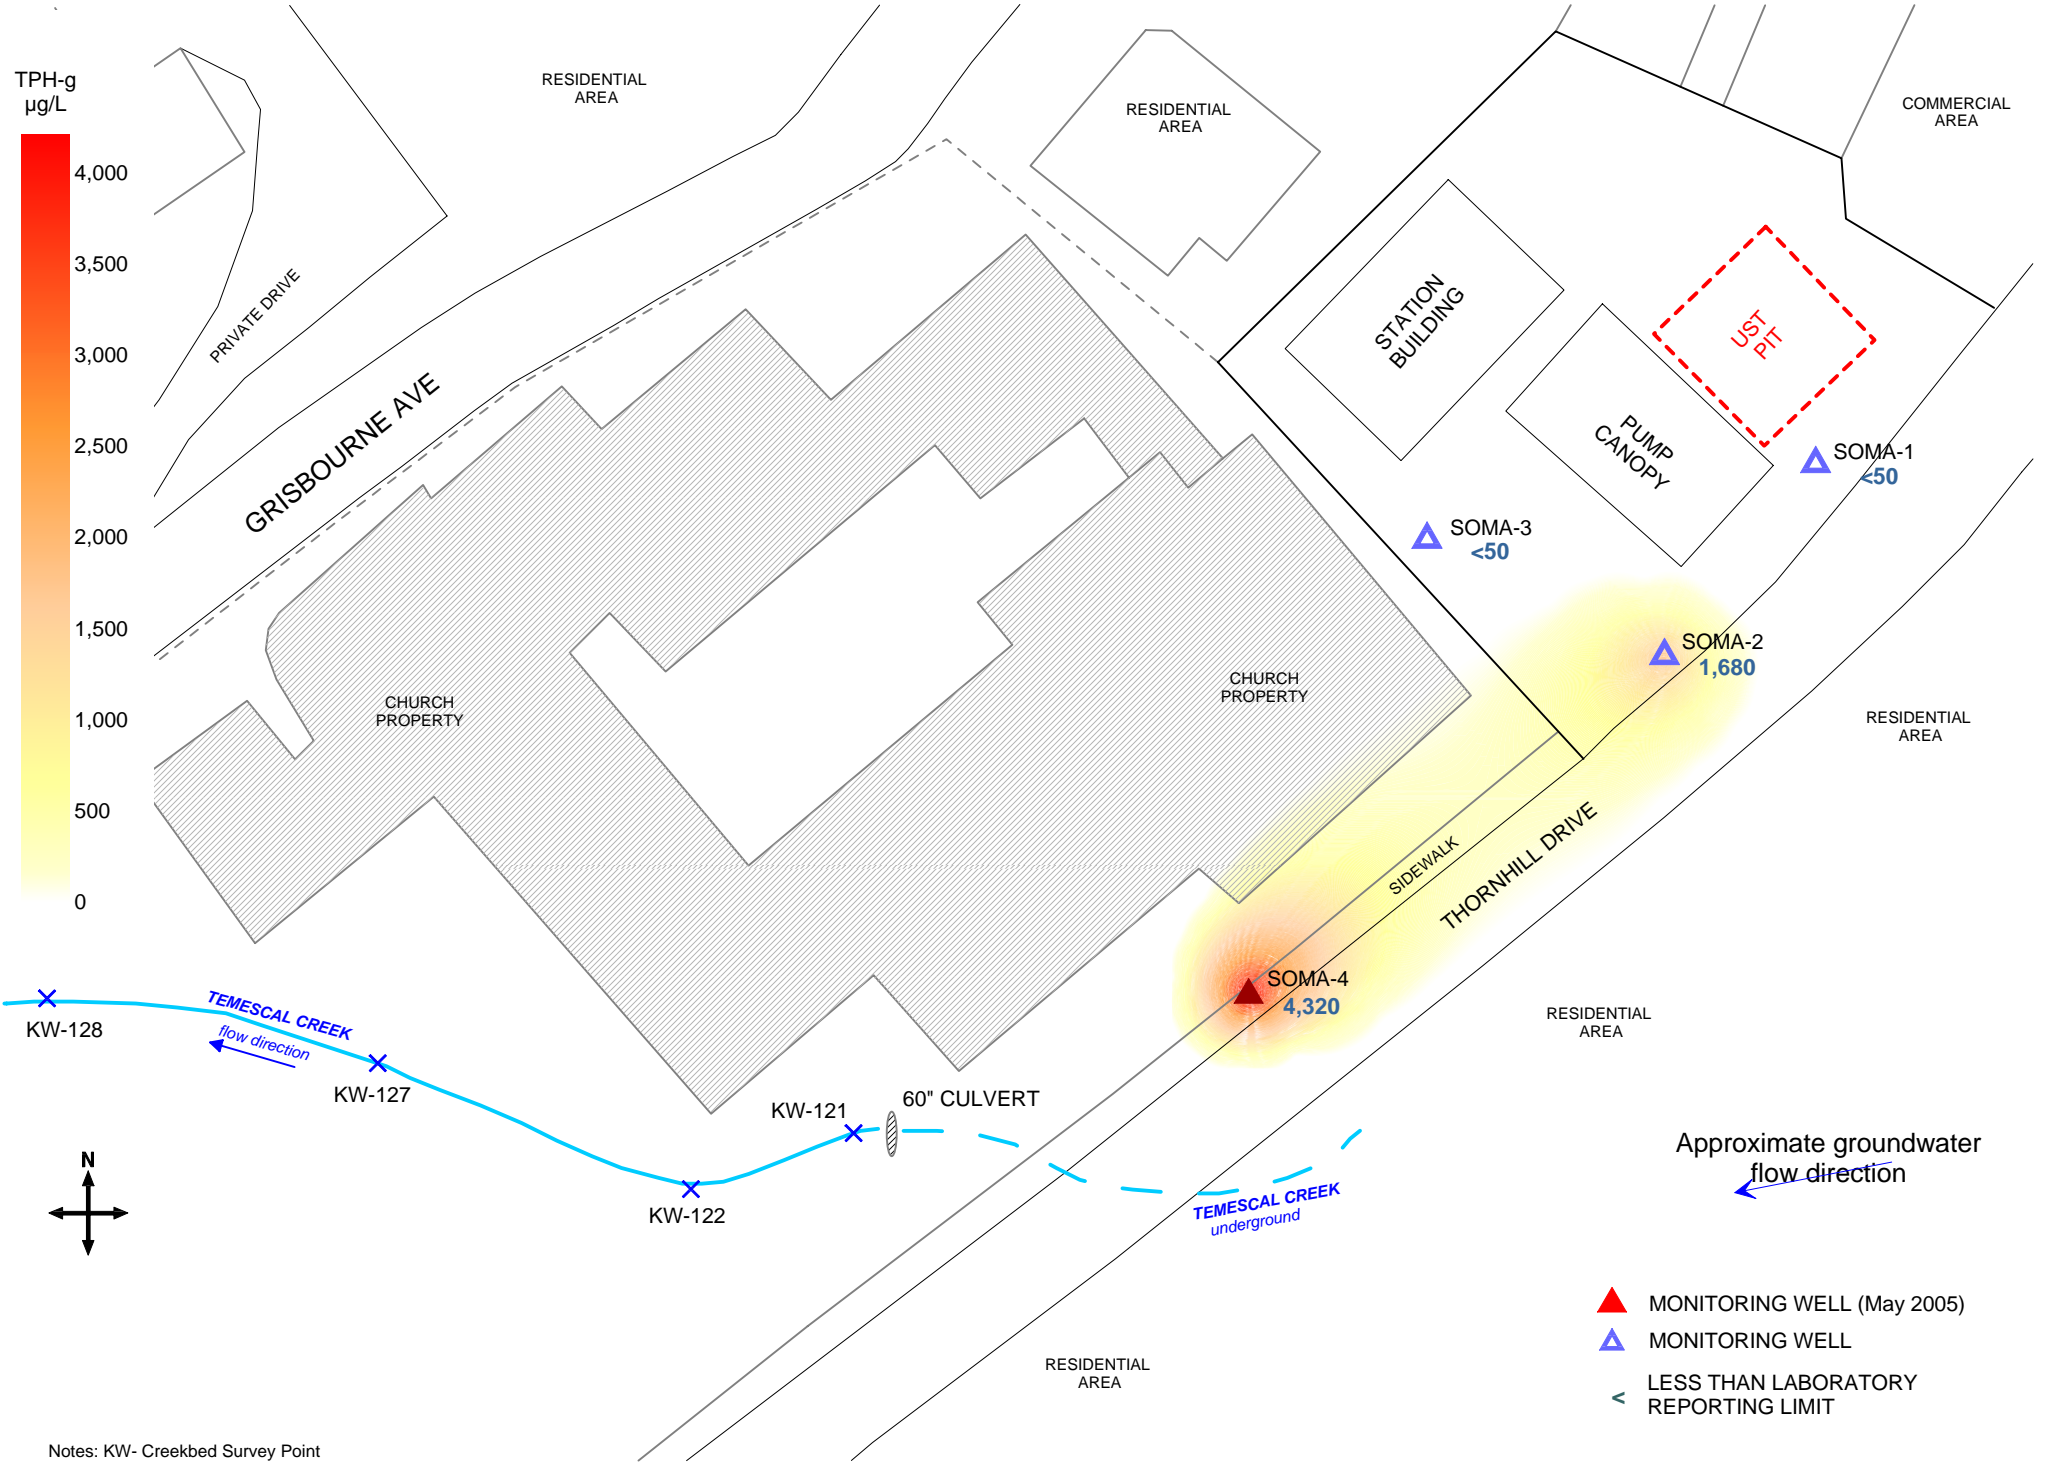 TPH-g
µg/L
4,000
3,500
3,000
2,500
2,000
1,500
1,000
500
0
RESIDENTIAL
AREA
RESIDENTIAL
AREA
COMMERCIAL
AREA
PRIVATE DRIVE
GRISBOURNE AVE
STATION
BUILDING
UST
PIT
PUMP
CANOPY
SOMA-1
<50
SOMA-3
<50
SOMA-2
1,680
CHURCH
PROPERTY
CHURCH
PROPERTY
RESIDENTIAL
AREA
SIDEWALK
THORNHILL DRIVE
SOMA-4
4,320
RESIDENTIAL
AREA
TEMESCAL CREEK
flow direction
KW-128
KW-127
KW-121
60" CULVERT
KW-122
TEMESCAL CREEK
underground
Approximate groundwater
flow direction
N
RESIDENTIAL
AREA
MONITORING WELL (May 2005)
MONITORING WELL
< LESS THAN LABORATORY
REPORTING LIMIT
Notes: KW- Creekbed Survey Point